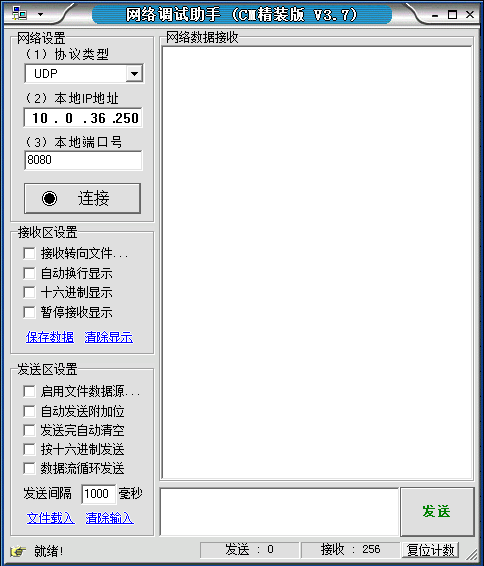 网络调试助手 (CM精装版 V3.7)
网络设置
(1) 协议类型
UDP
(2) 本地IP地址
10 . 0 . 36 .250
(3) 本地端口号
8080
连接
接收区设置
接收转向文件...
自动换行显示
十六进制显示
暂停接收显示
保存数据 清除显示
发送区设置
启用文件数据源...
自动发送附加位
发送完自动清空
按十六进制发送
数据流循环发送
发送间隔 1000 毫秒
文件载入 清除输入
网络数据接收
发送
就绪!
发送 : 0
接收 : 256
复位计数